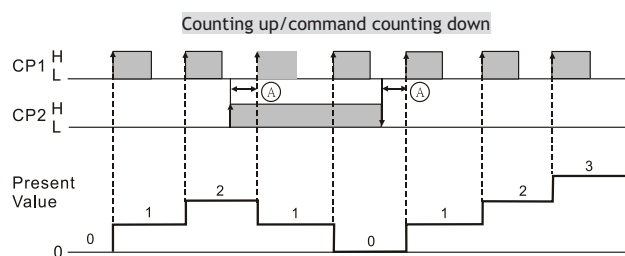 Counting up/command counting down
CP1 H
L
A A
CP2 H
L
Present
Value
0 1 2 1 0 1 2 3
0